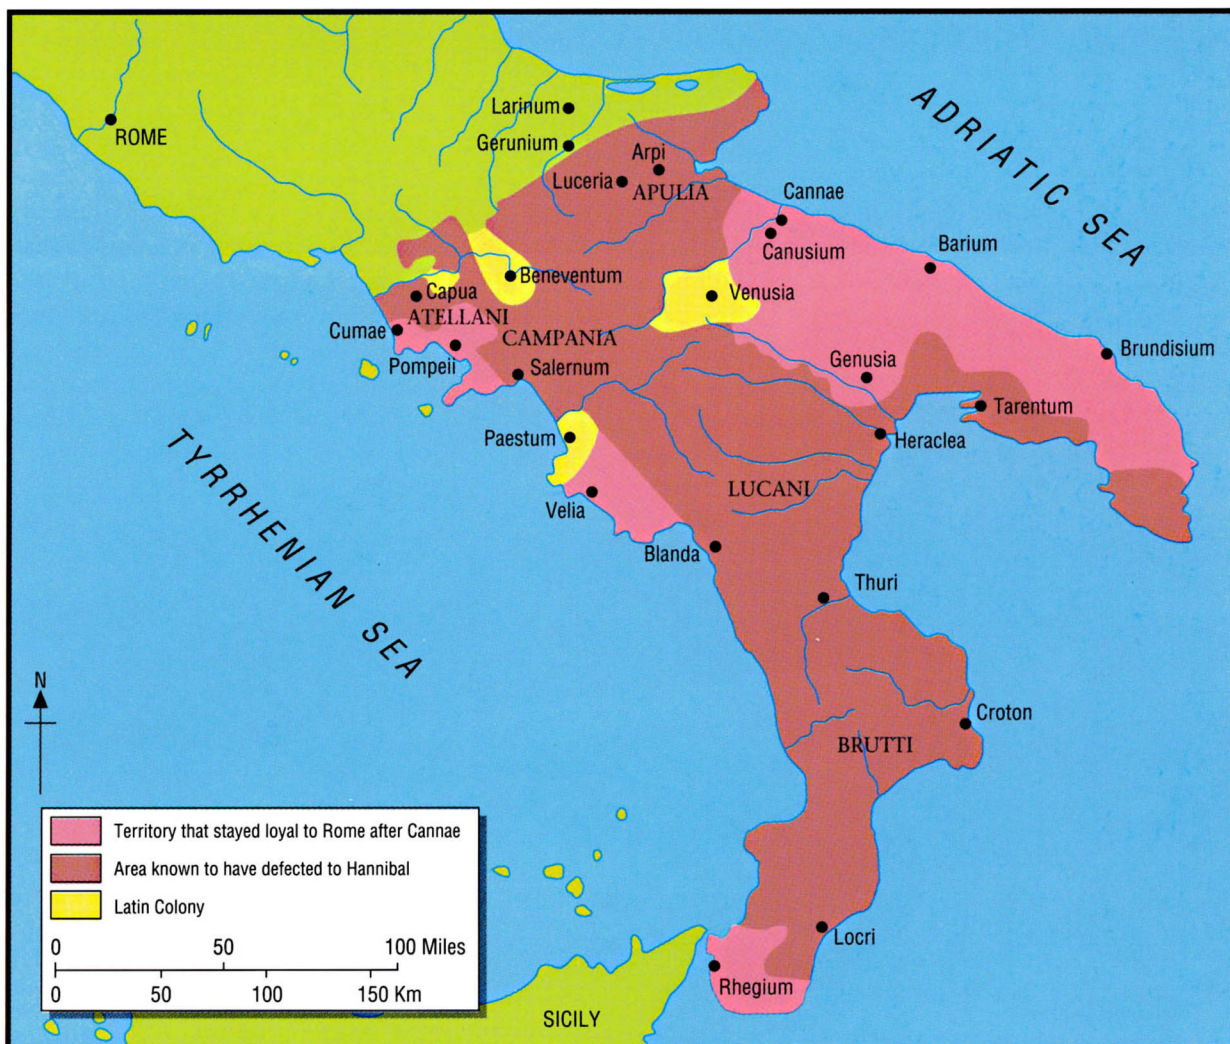 ROME
Larinum
Gerunium
Arpi
Luceria
APULIA
ADRIATIC SEA
Cannae
Canusium
Barium
Beneventum
Venusia
Capua
ATELLANI
Cumae
CAMPANIA
Pompeii
Salernum
Genusia
Brundisium
Tarentum
Paestum
Heraclea
TYRRHENIAN SEA
LUCANI
Velia
Blanda
Thuri
N
Croton
BRUTTI
Territory that stayed loyal to Rome after Cannae
Area known to have defected to Hannibal
Latin Colony
0 50 100 Miles
0 50 100 150 Km
Locri
Rhegium
SICILY